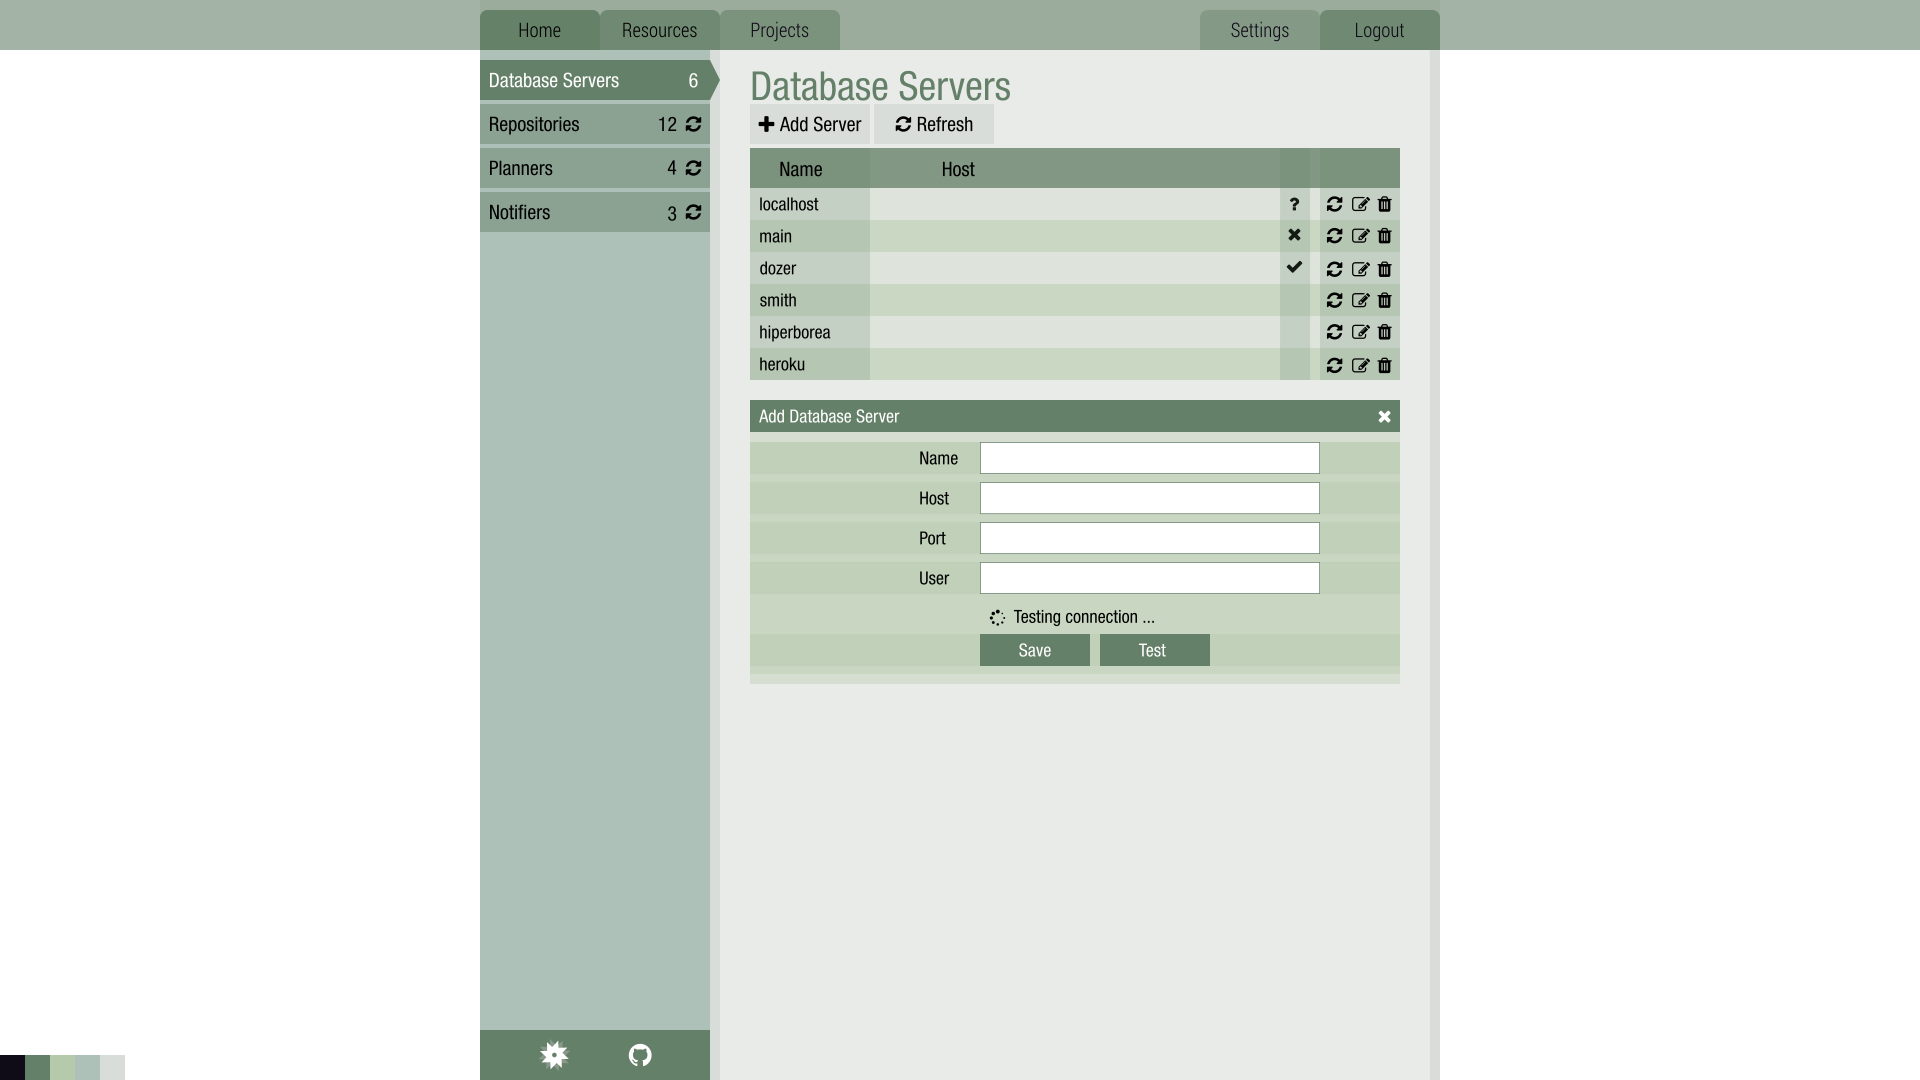 Home Resources Projects Settings Logout
Database Servers 6
Repositories 12
Planners 4
Notifiers 3
Database Servers
Add Server Refresh
Name Host
localhost ?
main
dozer
smith
hiperborea
heroku
Add Database Server
Name
Host
Port
User
Testing connection ...
Save Test